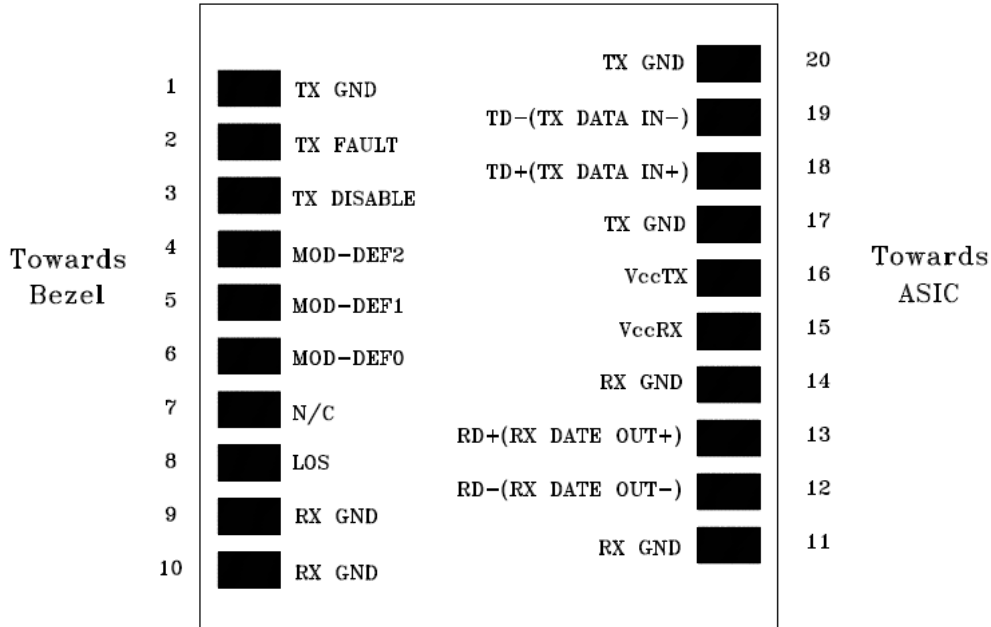 Towards
Bezel
1 TX GND
2 TX FAULT
3 TX DISABLE
4 MOD-DEF2
5 MOD-DEF1
6 MOD-DEF0
7 N/C
8 LOS
9 RX GND
10 RX GND
TX GND 20
TD-(TX DATA IN-) 19
TD+(TX DATA IN+) 18
TX GND 17
VccTX 16
VccRX 15
RX GND 14
RD+(RX DATE OUT+) 13
RD-(RX DATE OUT-) 12
RX GND 11
Towards
ASIC